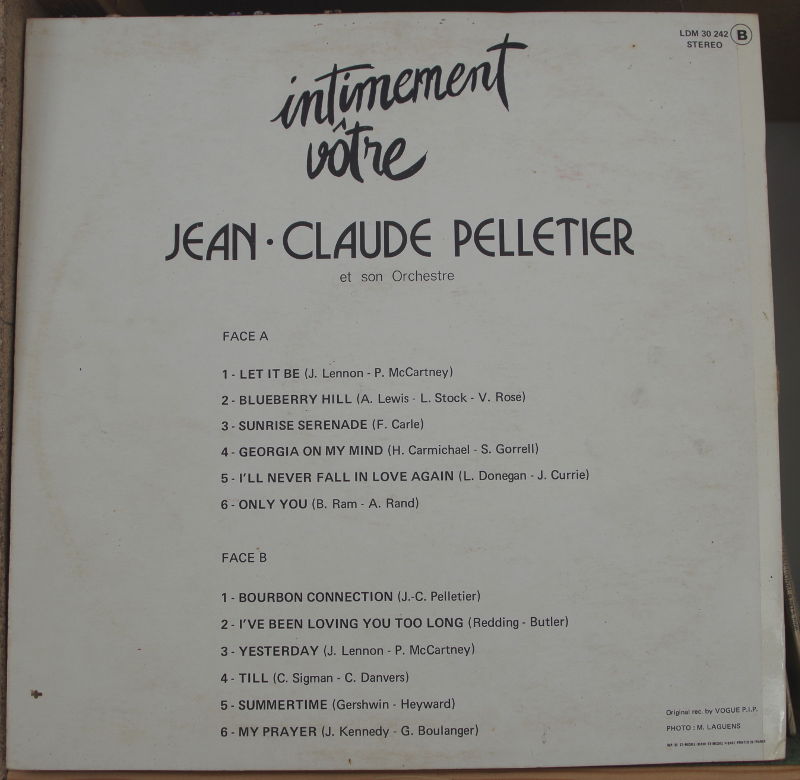 LDM 30 242 B
STEREO
intimement
vôtre
JEAN·CLAUDE PELLETIER
et son Orchestre
FACE A
1 - LET IT BE (J. Lennon - P. McCartney)
2 - BLUEBERRY HILL (A. Lewis - L. Stock - V. Rose)
3 - SUNRISE SERENADE (F. Carle)
4 - GEORGIA ON MY MIND (H. Carmichael - S. Gorrell)
5 - I'LL NEVER FALL IN LOVE AGAIN (L. Donegan - J. Currie)
6 - ONLY YOU (B. Ram - A. Rand)
FACE B
1 - BOURBON CONNECTION (J.-C. Pelletier)
2 - I'VE BEEN LOVING YOU TOO LONG (Redding - Butler)
3 - YESTERDAY (J. Lennon - P. McCartney)
4 - TILL (C. Sigman - C. Danvers)
5 - SUMMERTIME (Gershwin - Heyward)
6 - MY PRAYER (J. Kennedy - G. Boulanger)
Original rec. by VOGUE P.I.P.
PHOTO : M. LAGUENS